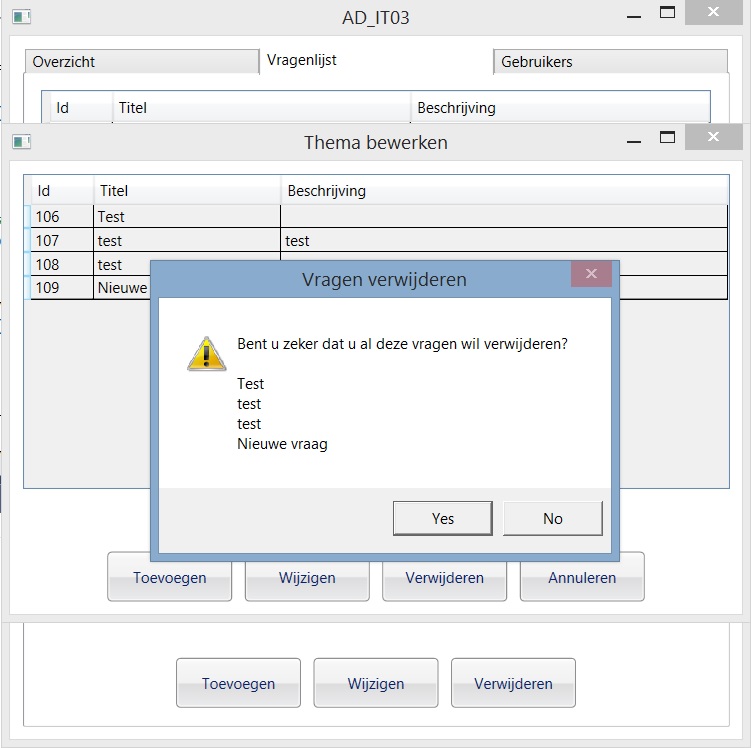 AD_IT03
Overzicht Vragenlijst Gebruikers
Id Titel Beschrijving
Thema bewerken
Id Titel Beschrijving
106 Test
107 test test
108 test
109 Nieuwe
Vragen verwijderen
Bent u zeker dat u al deze vragen wil verwijderen?
Test
test
test
Nieuwe vraag
Yes No
Toevoegen Wijzigen Verwijderen Annuleren
Toevoegen Wijzigen Verwijderen